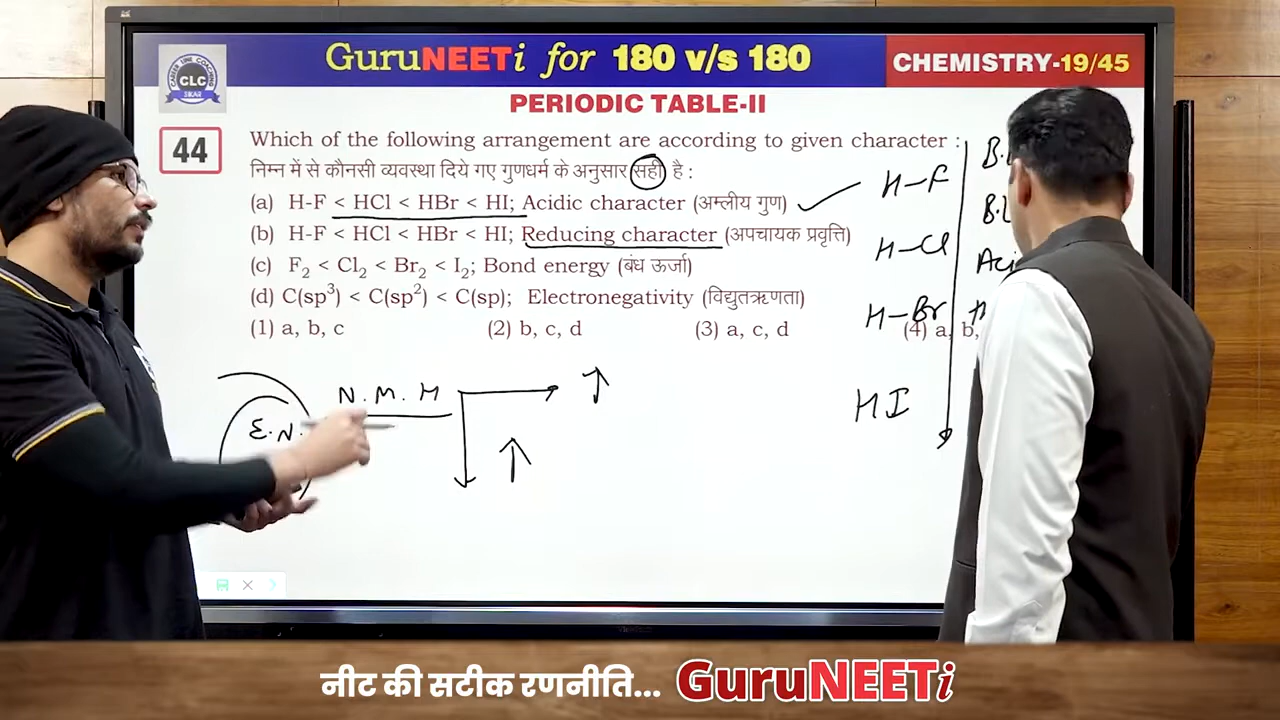 GuruNEETi for 180 v/s 180
CHEMISTRY-19/45
CLC
SIKAR
PERIODIC TABLE-II
44
Which of the following arrangement are according to given character :
निम्न में से कौनसी व्यवस्था दिये गए गुणधर्म के अनुसार सही है :
(a) H-F < HCl < HBr < HI; Acidic character (अम्लीय गुण)
(b) H-F < HCl < HBr < HI; Reducing character (अपचायक प्रवृत्ति)
(c) F₂ < Cl₂ < Br₂ < I₂; Bond energy (बंध ऊर्जा)
(d) C(sp³) < C(sp²) < C(sp); Electronegativity (विद्युतऋणता)
(1) a, b, c (2) b, c, d (3) a, c, d (4) a, b,
H-F
H-Cl
H-Br
HI
B.
B.
Aci
N. M. H
E.N.
नीट की सटीक रणनीति... GuruNEETi